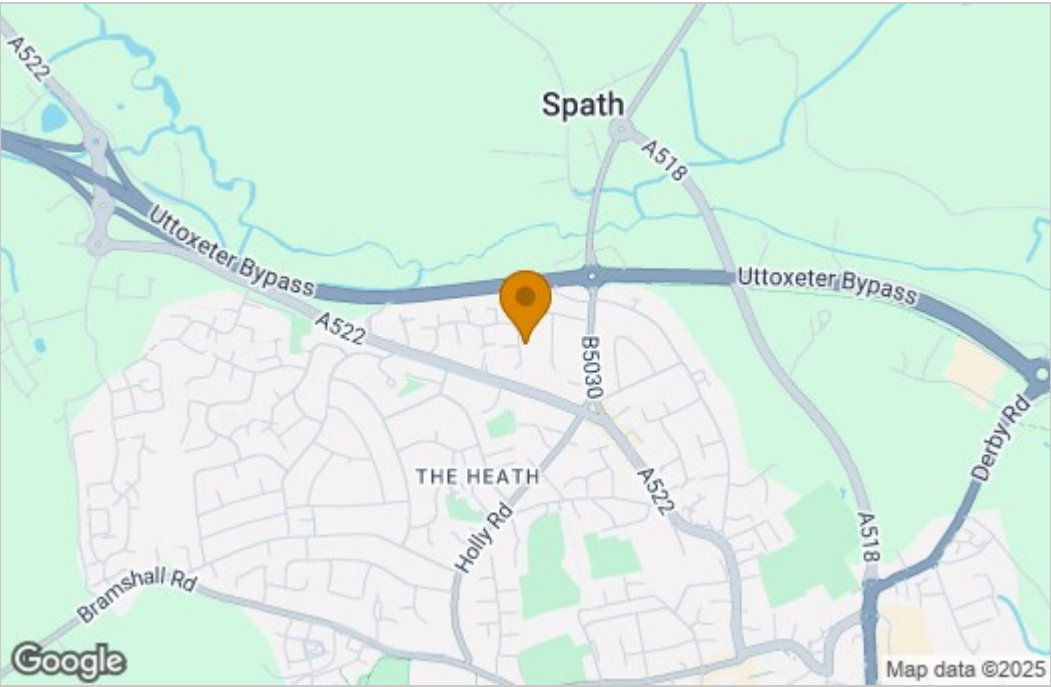 A522
Spath
A518
Uttoxeter Bypass
Uttoxeter Bypass
A522
B5030
Derby Rd
THE HEATH
A522
Holly Rd
A518
Bramshall Rd
Google
Map data ©2025